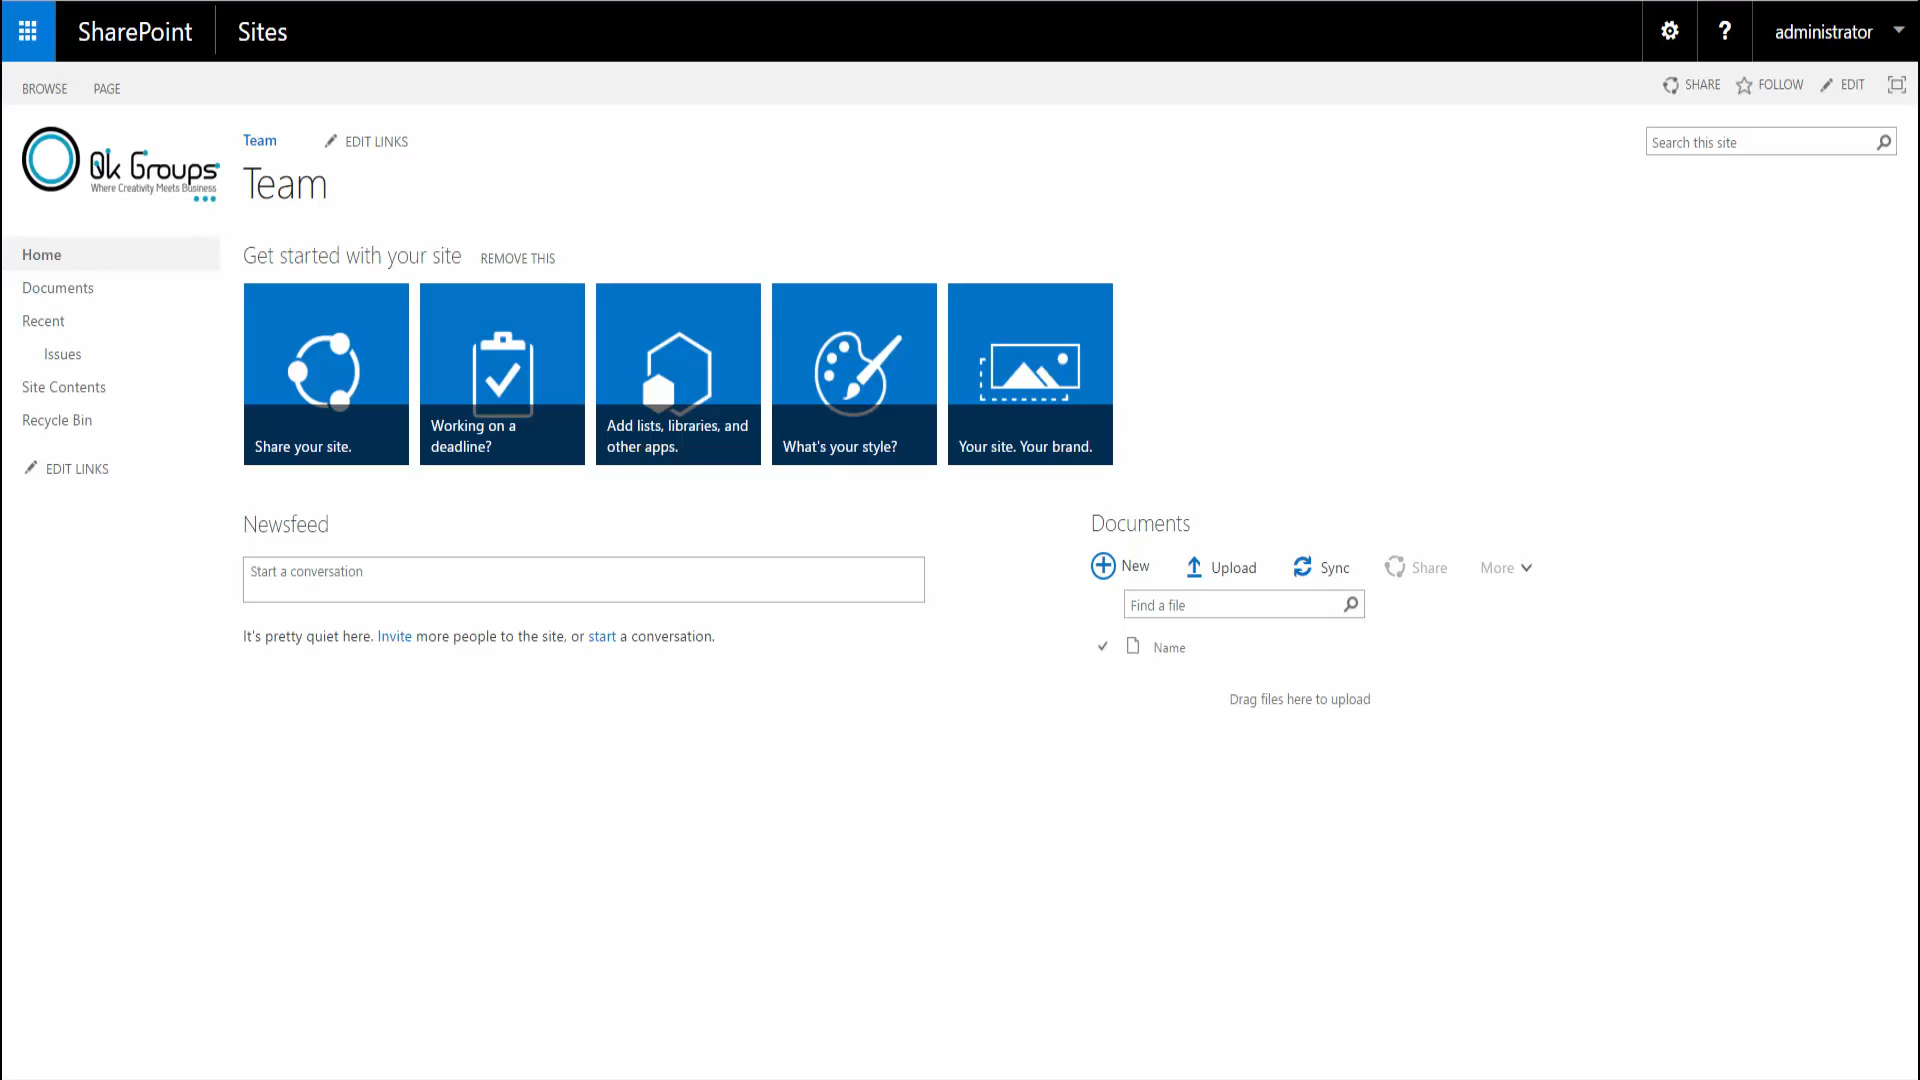 SharePoint
Sites
?
administrator
BROWSE
PAGE
SHARE
FOLLOW
EDIT
Qk Groups
Where Creativity Meets Business
Team
EDIT LINKS
Search this site
Team
Home
Documents
Recent
Issues
Site Contents
Recycle Bin
EDIT LINKS
Get started with your site
REMOVE THIS
Share your site.
Working on a
deadline?
Add lists, libraries, and
other apps.
What's your style?
Your site. Your brand.
Newsfeed
Start a conversation
It's pretty quiet here. Invite more people to the site, or start a conversation.
Documents
New
Upload
Sync
Share
More
Find a file
Name
Drag files here to upload